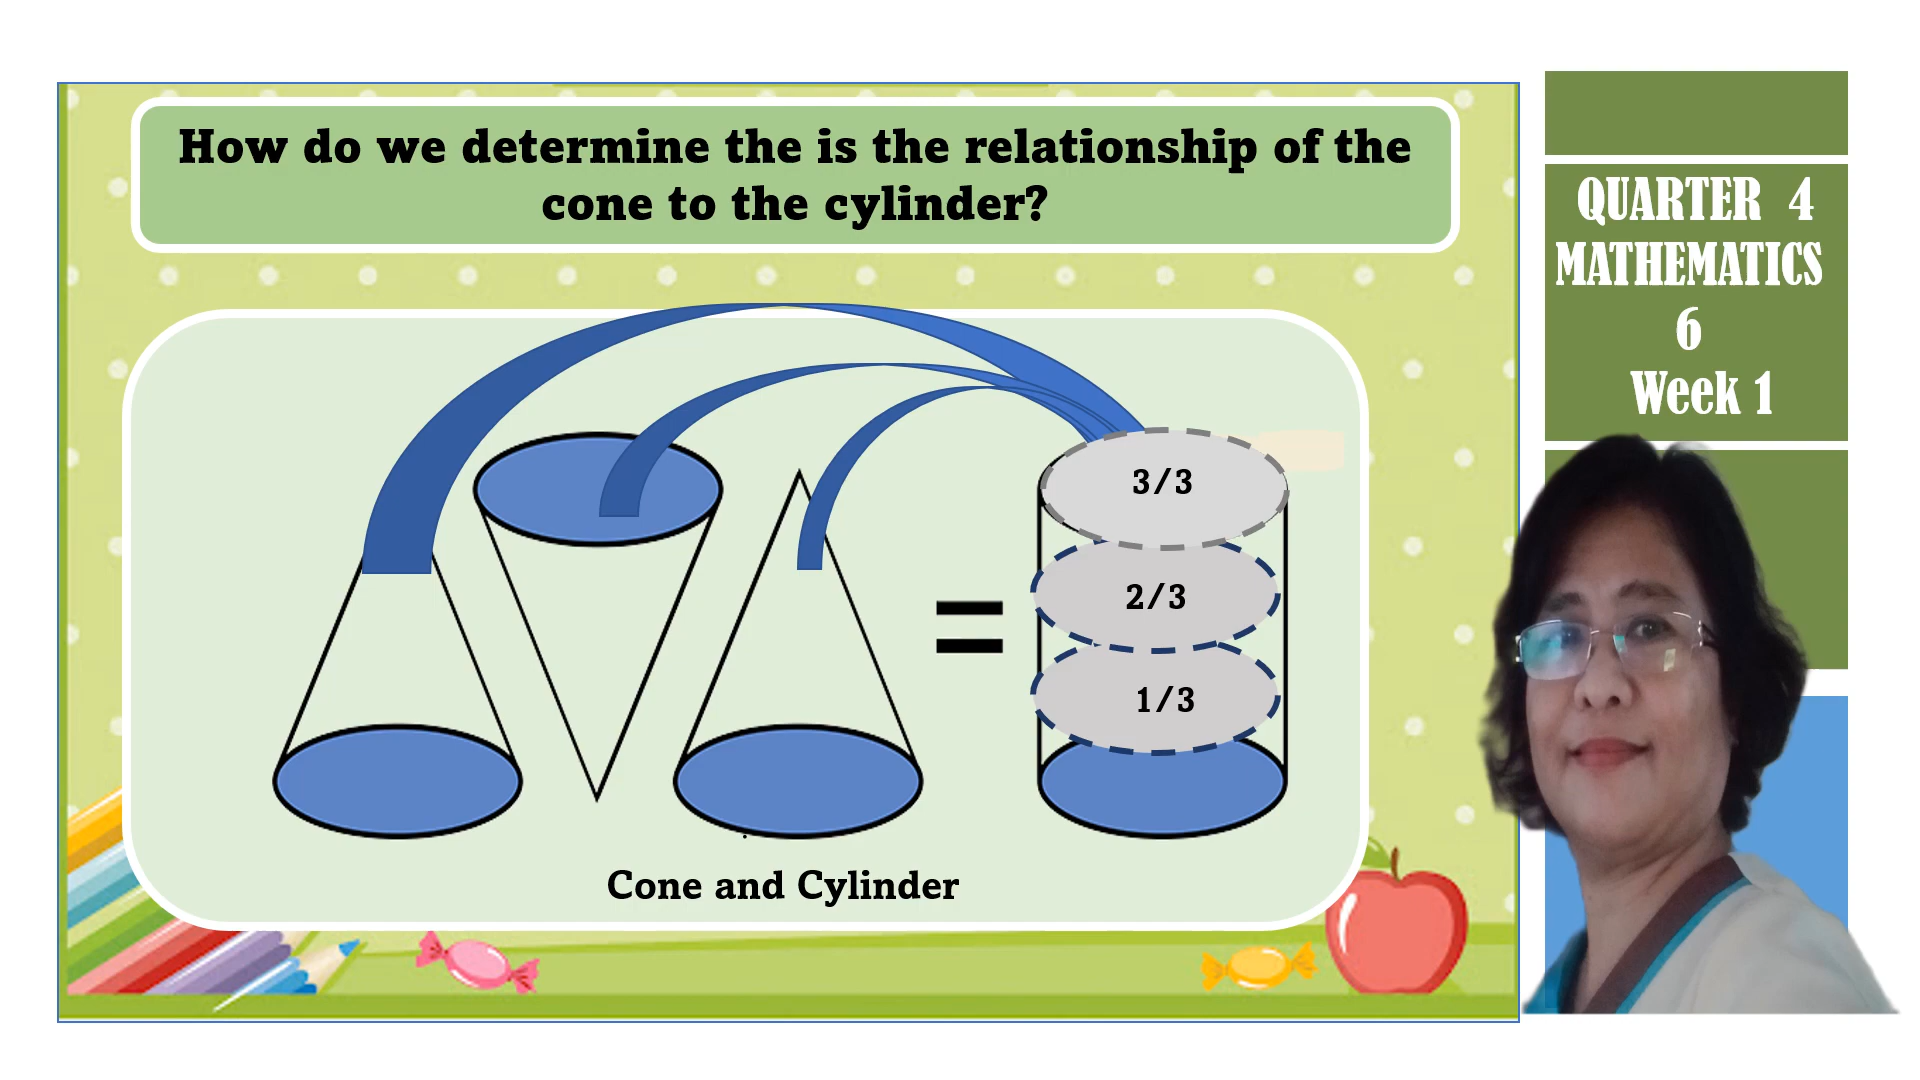 How do we determine the is the relationship of the
cone to the cylinder?
QUARTER 4
MATHEMATICS
6
Week 1
3/3
2/3
=
1/3
Cone and Cylinder